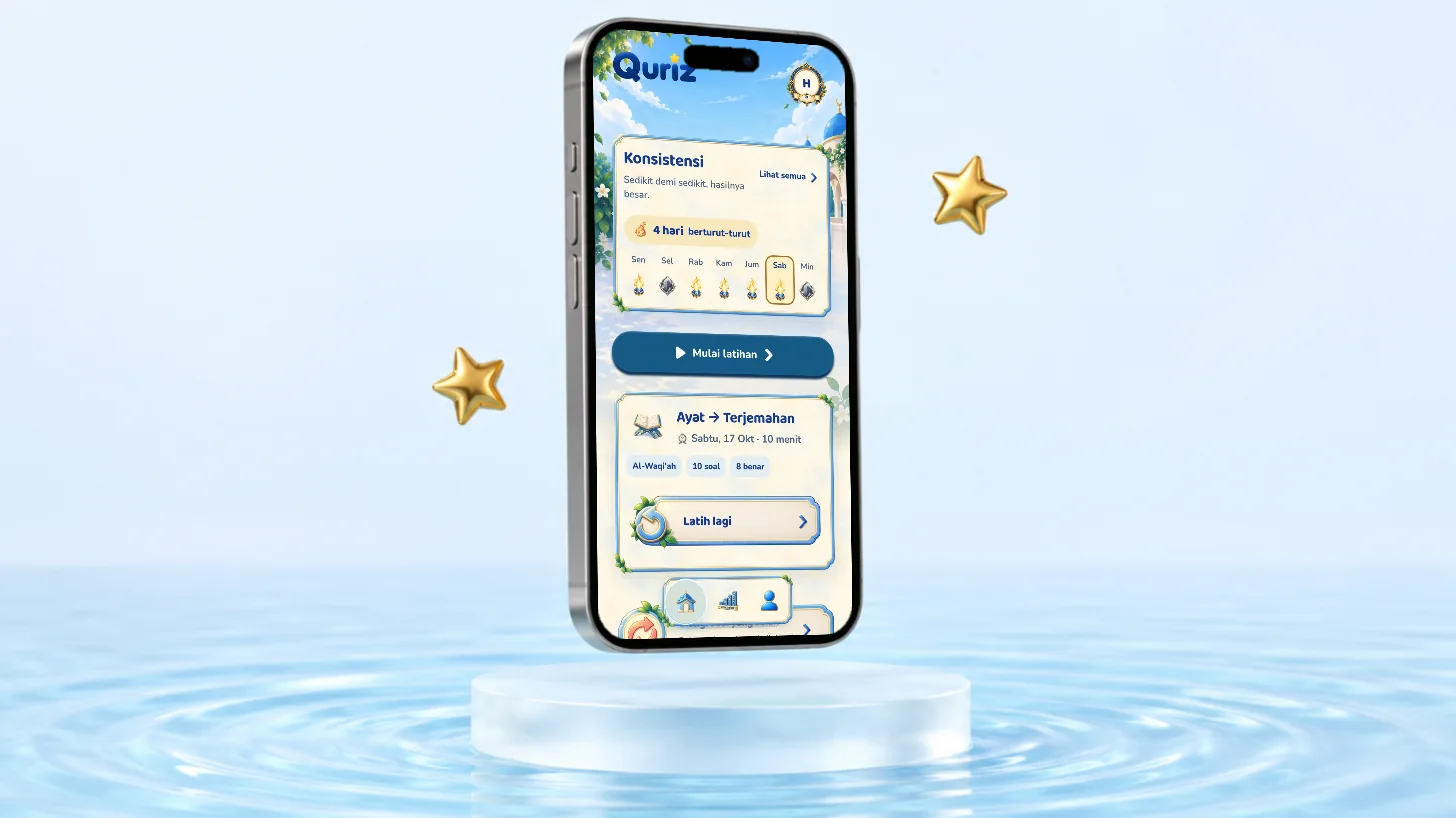 Quriz
H
Konsistensi
Lihat semua
Sedikit demi sedikit, hasilnya
besar.
4 hari berturut-turut
Sen Sel Rab Kam Jum Sab Min
Mulai latihan
Ayat → Terjemahan
Sabtu, 17 Okt · 10 menit
Al-Waqi'ah 10 soal 8 benar
Latih lagi